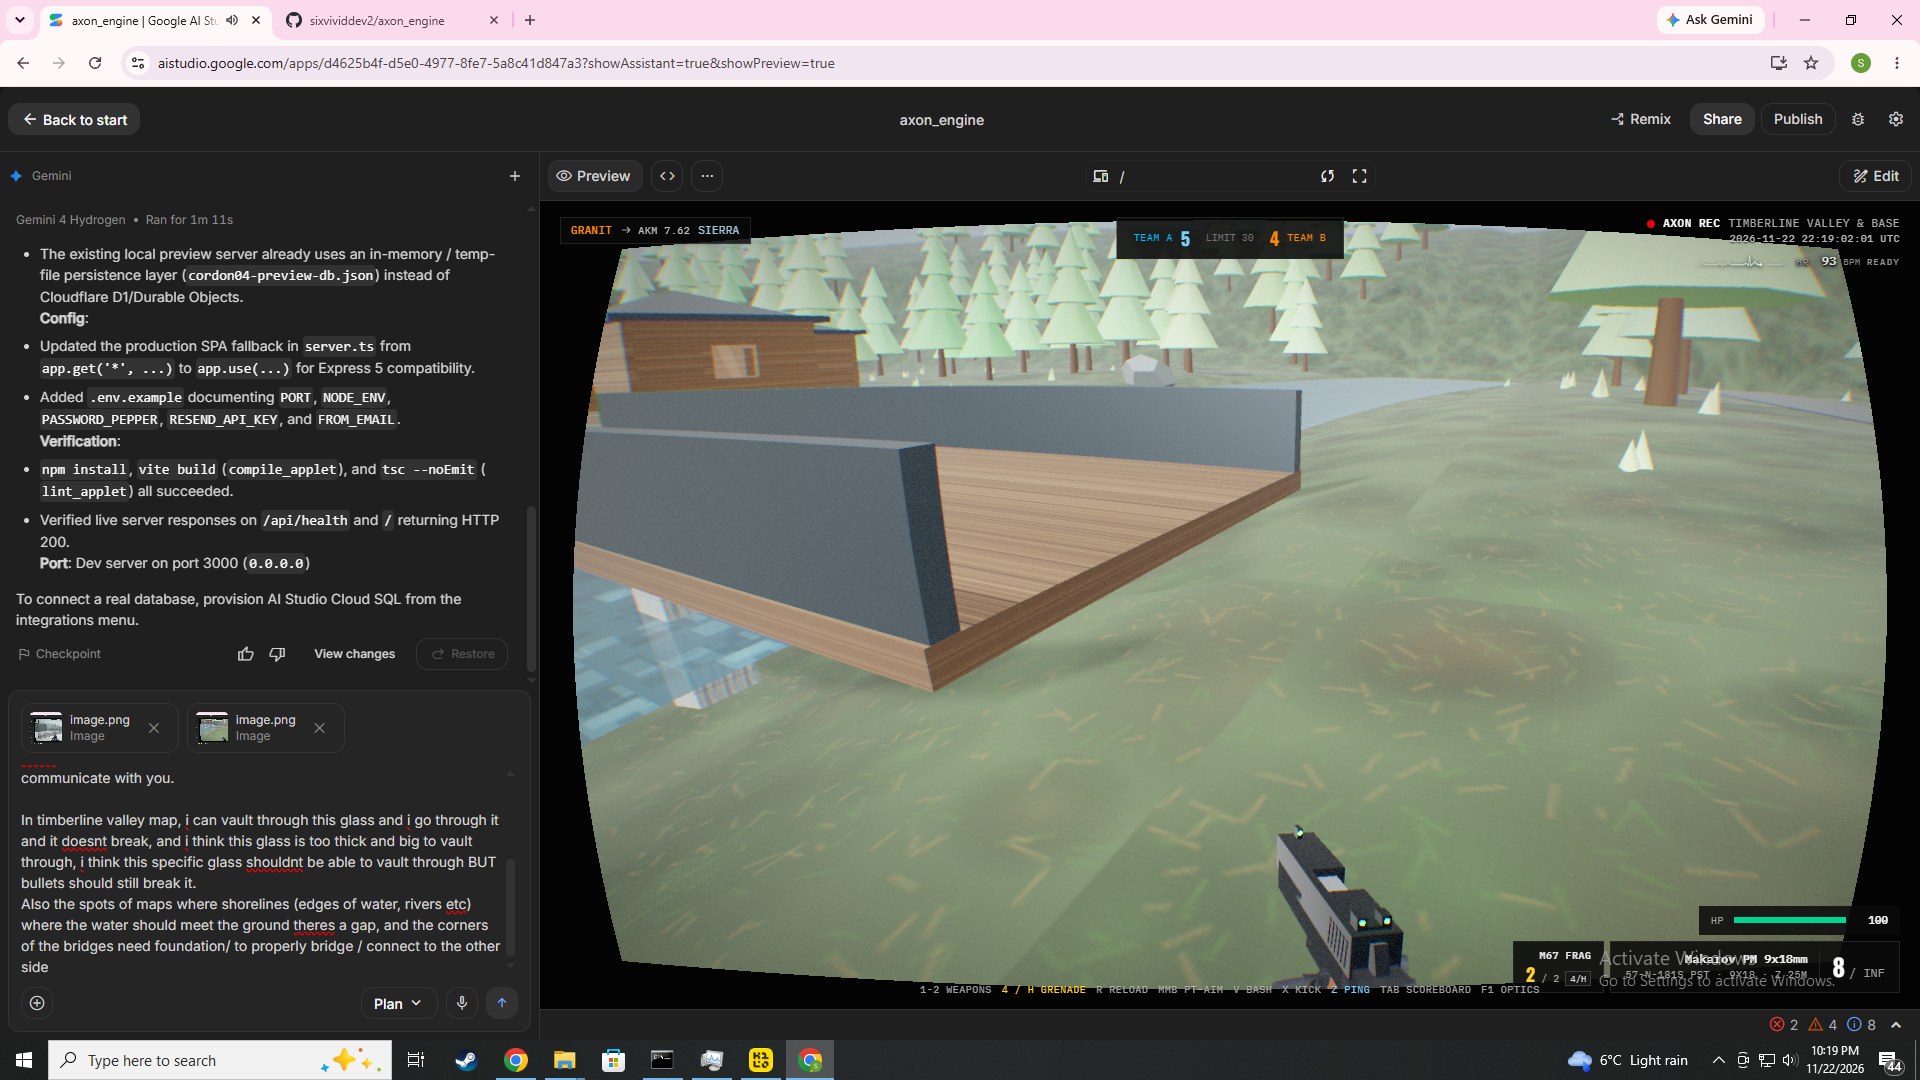 axon_engine | Google AI Stu
sixvividdev2/axon_engine
Ask Gemini
aistudio.google.com/apps/d4625b4f-d5e0-4977-8fe7-5a8c41d847a3?showAssistant=true&showPreview=true
S
Back to start
axon_engine
Remix
Share
Publish
Gemini
Preview
/
Edit
Gemini 4 Hydrogen • Ran for 1m 11s
• The existing local preview server already uses an in-memory / temp-
file persistence layer (cordon04-preview-db.json) instead of
Cloudflare D1/Durable Objects.
Config:
• Updated the production SPA fallback in server.ts from
app.get('*', ...) to app.use(...) for Express 5 compatibility.
• Added .env.example documenting PORT, NODE_ENV,
PASSWORD_PEPPER, RESEND_API_KEY, and FROM_EMAIL.
Verification:
• npm install, vite build (compile_applet), and tsc --noEmit (
lint_applet) all succeeded.
• Verified live server responses on /api/health and / returning HTTP
200.
Port: Dev server on port 3000 (0.0.0.0)
To connect a real database, provision AI Studio Cloud SQL from the
integrations menu.
Checkpoint
View changes
Restore
image.png
Image
image.png
Image
communicate with you.
In timberline valley map, i can vault through this glass and i go through it
and it doesnt break, and i think this glass is too thick and big to vault
through, i think this specific glass shouldnt be able to vault through BUT
bullets should still break it.
Also the spots of maps where shorelines (edges of water, rivers etc)
where the water should meet the ground theres a gap, and the corners
of the bridges need foundation/ to properly bridge / connect to the other
side
Plan
GRANIT → AKM 7.62 SIERRA
TEAM A 5 LIMIT 30 4 TEAM B
AXON REC TIMBERLINE VALLEY & BASE
2026-11-22 22:19:02:01 UTC
HR 93 BPM READY
HP 100
M67 FRAG
2 / 2 4/H
Makarov PM 9x18mm
57-N-181S PST · 9X18 · Z 25M
8 / INF
Activate Windows
Go to Settings to activate Windows.
1-2 WEAPONS 4 / H GRENADE R RELOAD MMB PT-AIM V BASH X KICK Z PING TAB SCOREBOARD F1 OPTICS
2 4 8
Type here to search
6°C Light rain
10:19 PM
11/22/2026
44